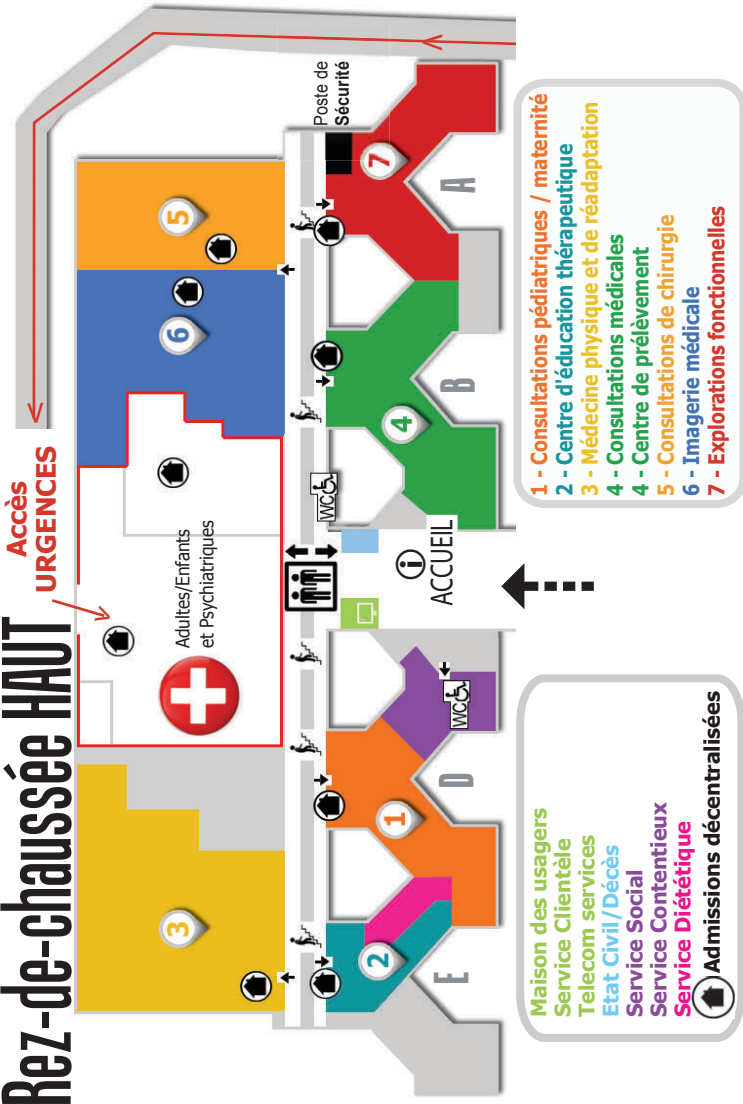 Rez-de-chaussée HAUT
Accès
URGENCES
3
Adultes/Enfants
et Psychiatriques
6
5
Poste de
Sécurité
2
1
WC
WC
4
7
ACCUEIL
i
E
D
B
A
Maison des usagers
Service Clientèle
Telecom services
Etat Civil/Décès
Service Social
Service Contentieux
Service Diététique
Admissions décentralisées
1 - Consultations pédiatriques / maternité
2 - Centre d'éducation thérapeutique
3 - Médecine physique et de réadaptation
4 - Consultations médicales
4 - Centre de prélèvement
5 - Consultations de chirurgie
6 - Imagerie médicale
7 - Explorations fonctionnelles